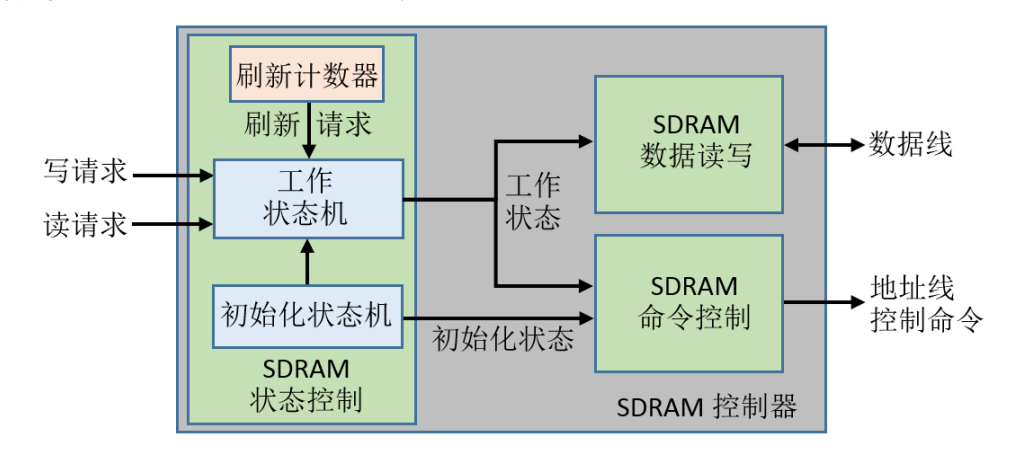 刷新计数器
刷新 请求
写请求
读请求
工作
状态机
初始化状态机
SDRAM
状态控制
工作
状态
初始化状态
SDRAM
数据读写
SDRAM
命令控制
数据线
地址线
控制命令
SDRAM 控制器